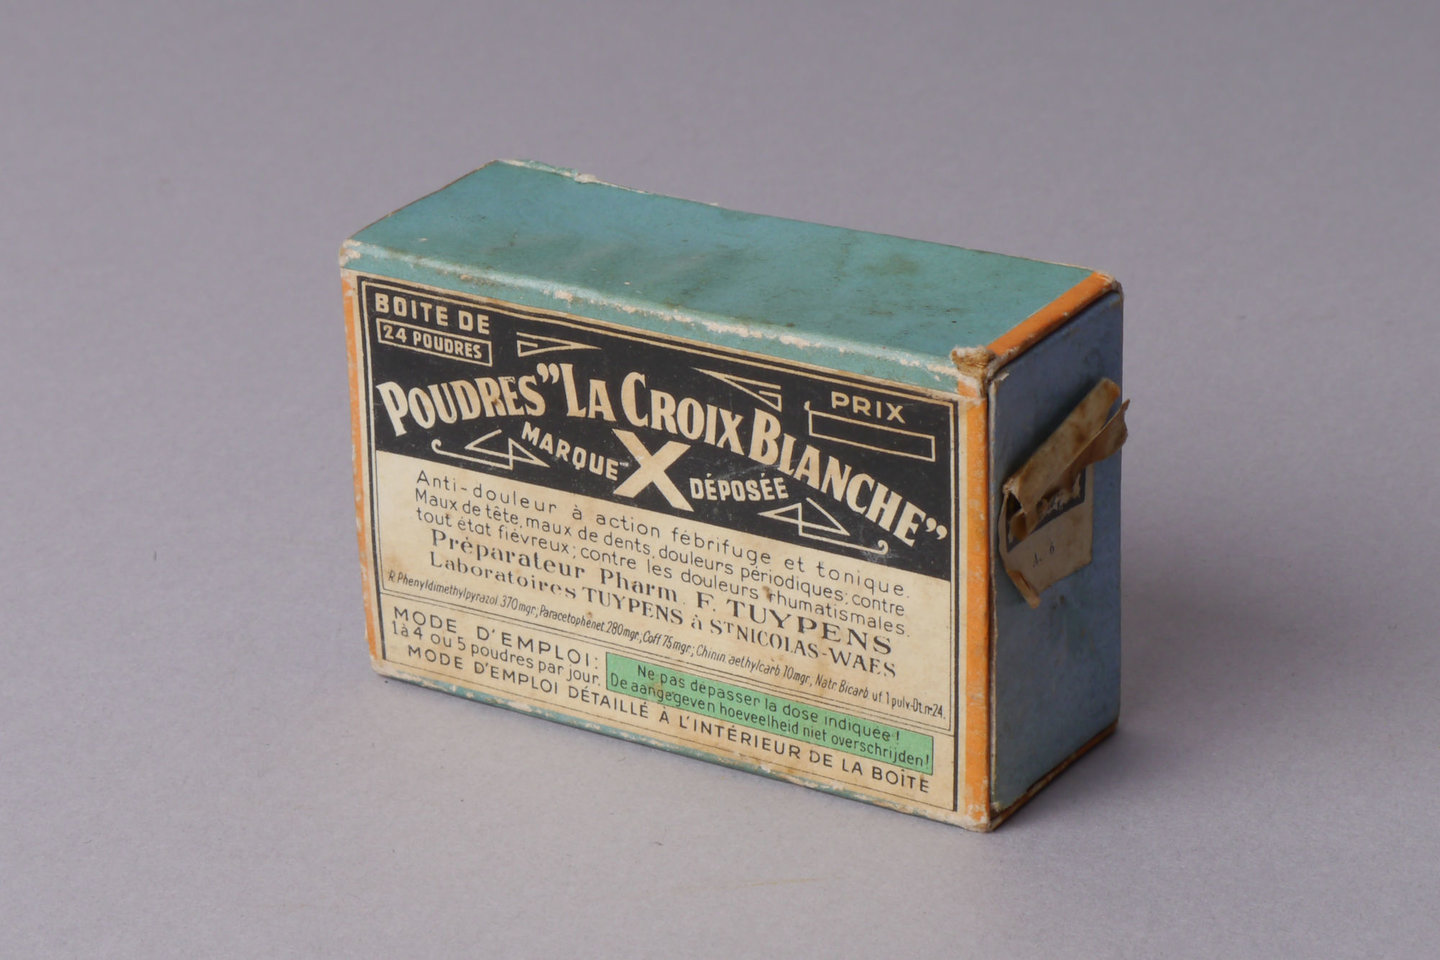 BOITE DE
24 POUDRES
PRIX
POUDRES "LA CROIX BLANCHE"
MARQUE X DÉPOSÉE
Anti-douleur à action fébrifuge et tonique.
Maux de tête, maux de dents, douleurs périodiques; contre
tout état fiévreux; contre les douleurs rhumatismales.
Préparateur Pharm. F. TUYPENS
Laboratoires TUYPENS à ST NICOLAS-WAES
R Phenyldimethylpyrazol 370 mgr; Paracetophenet 280 mgr, Coff 75 mgr; Chinin aethylcarb 10 mgr, Natr Bicarb uf 1 pulv-Dt. nr 24.
MODE D'EMPLOI:
1 à 4 ou 5 poudres par jour.
Ne pas dépasser la dose indiquée!
De aangegeven hoeveelheid niet overschrijden!
MODE D'EMPLOI DÉTAILLÉ À L'INTÉRIEUR DE LA BOÎTE